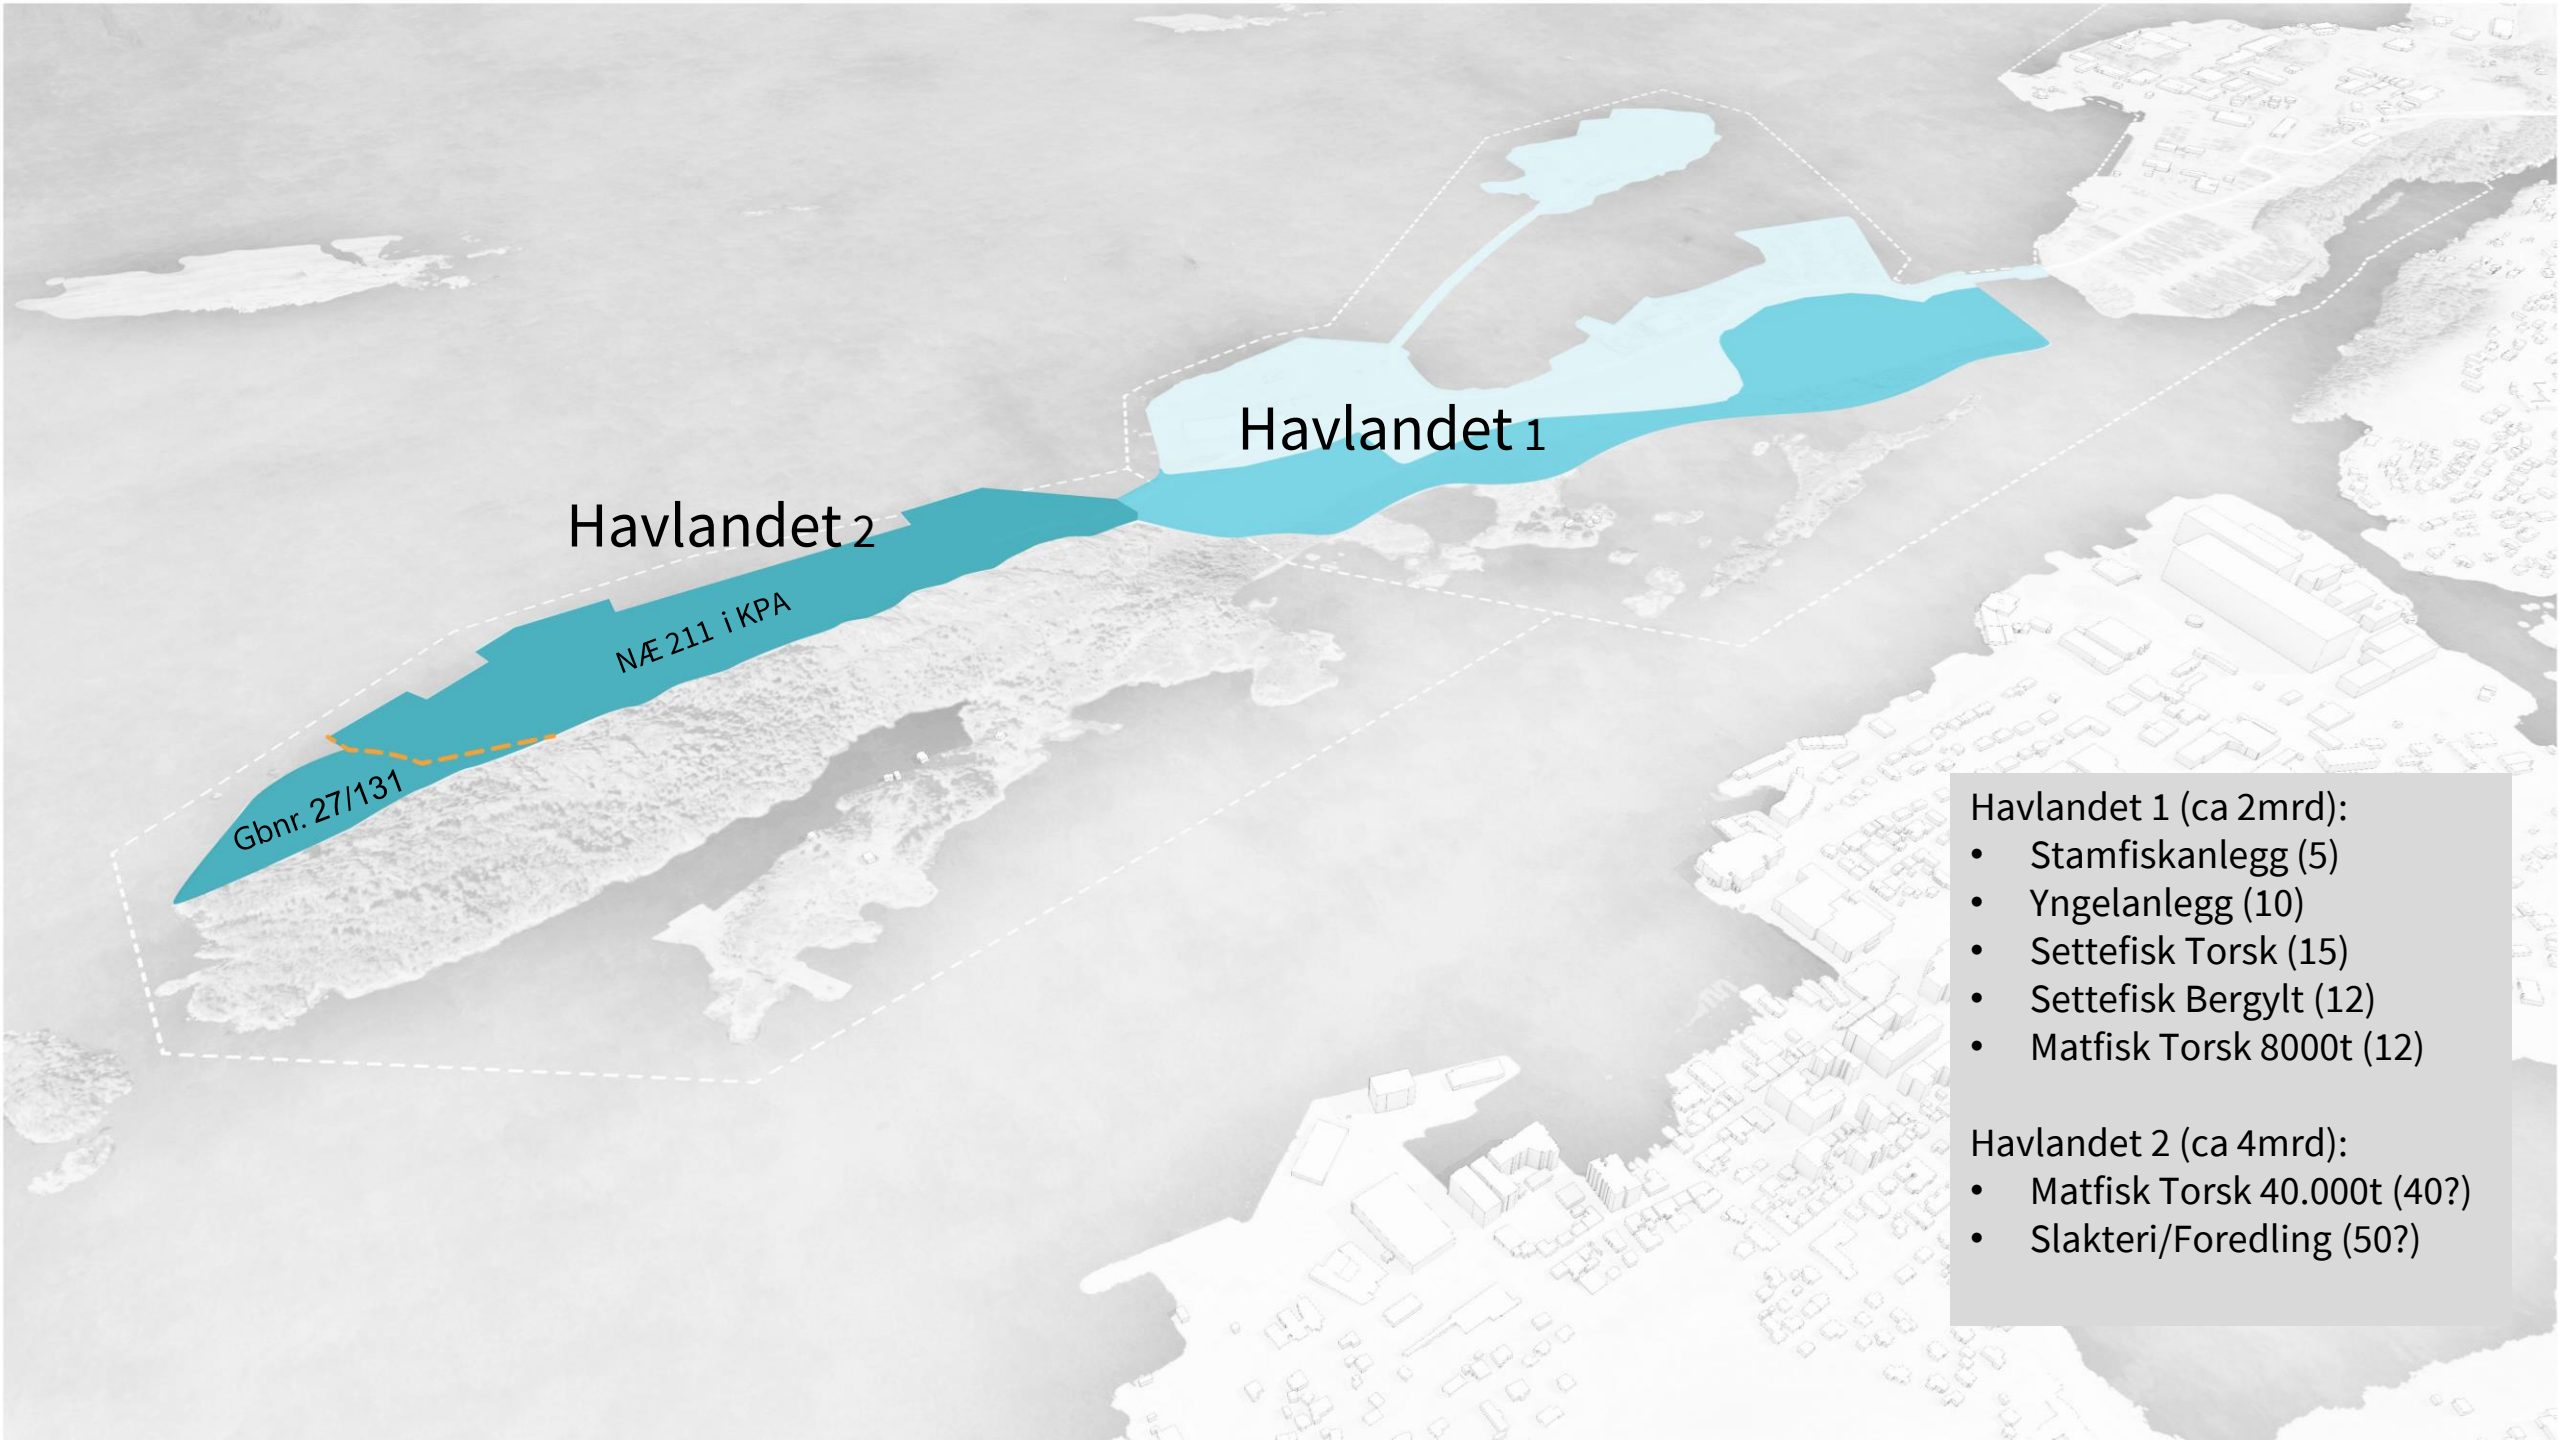 Havlandet 1
Havlandet 2
NÆ 211 i KPA
Gbnr. 27/131
Havlandet 1 (ca 2mrd):
• Stamfiskanlegg (5)
• Yngelanlegg (10)
• Settefisk Torsk (15)
• Settefisk Bergylt (12)
• Matfisk Torsk 8000t (12)
Havlandet 2 (ca 4mrd):
• Matfisk Torsk 40.000t (40?)
• Slakteri/Foredling (50?)